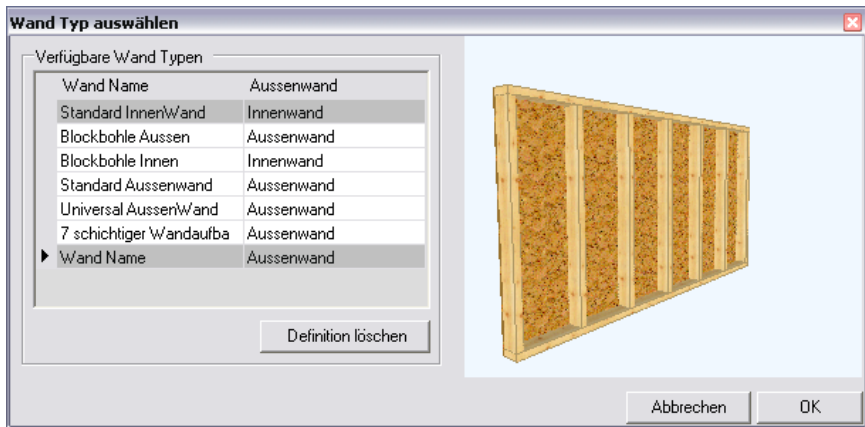 Wand Typ auswählen
Verfügbare Wand Typen
Wand Name Aussenwand
Standard InnenWand Innenwand
Blockbohle Aussen Aussenwand
Blockbohle Innen Innenwand
Standard Aussenwand Aussenwand
Universal AussenWand Aussenwand
7 schichtiger Wandaufba Aussenwand
Wand Name Aussenwand
Definition löschen
Abbrechen OK